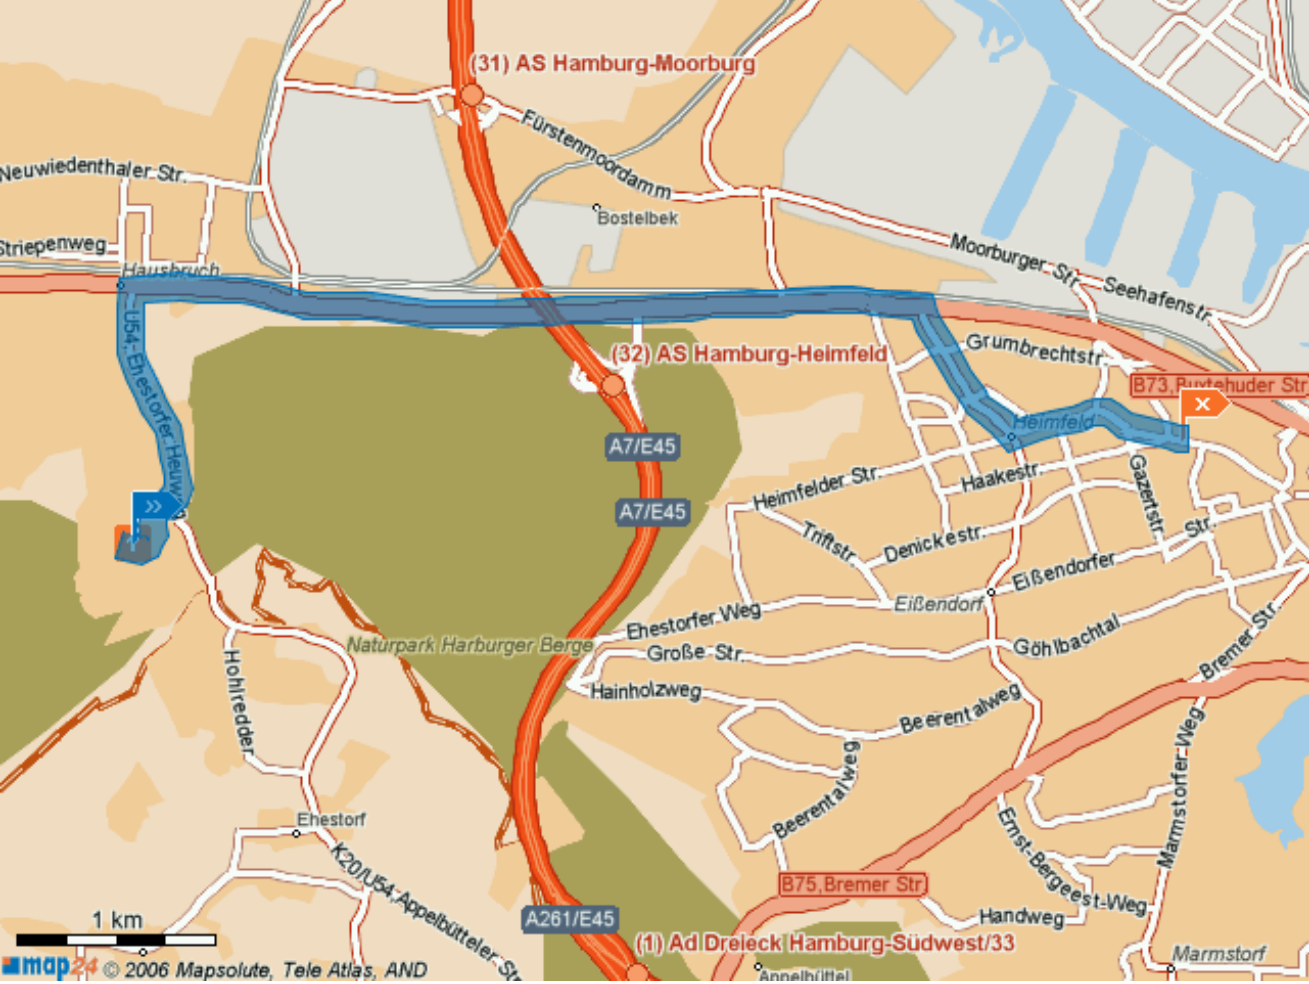 (31) AS Hamburg-Moorburg
Fürstenmoordamm
Neuwiedenthaler Str.
Bostelbek
Striepenweg
Moorburger Str.
Hausbruch
Seehafenstr.
U54-Ehestorfer Heuweg
Grumbrechtstr.
(32) AS Hamburg-Heimfeld
B73,Buxtehuder Str.
Heimfeld
A7/E45
Haakestr.
Gazertstr.
Heimfelder Str.
A7/E45
Triftstr.
Denickestr.
Str.
Eißendorfer
Eißendorf
Ehestorfer Weg
Göhlbachtal
Bremer Str.
Naturpark Harburger Berge
Große Str.
Hainholzweg
Hohlredder
Beerentalweg
Beerentalweg
Marmstorfer Weg
Ehestorf
K20/U54,Appelbütteler Str
Ernst-Bergeest-Weg
B75,Bremer Str.
1 km
A261/E45
Handweg
(1) Ad Dreieck Hamburg-Südwest/33
Marmstorf
Appelbüttel
map24 © 2006 Mapsolute, Tele Atlas, AND